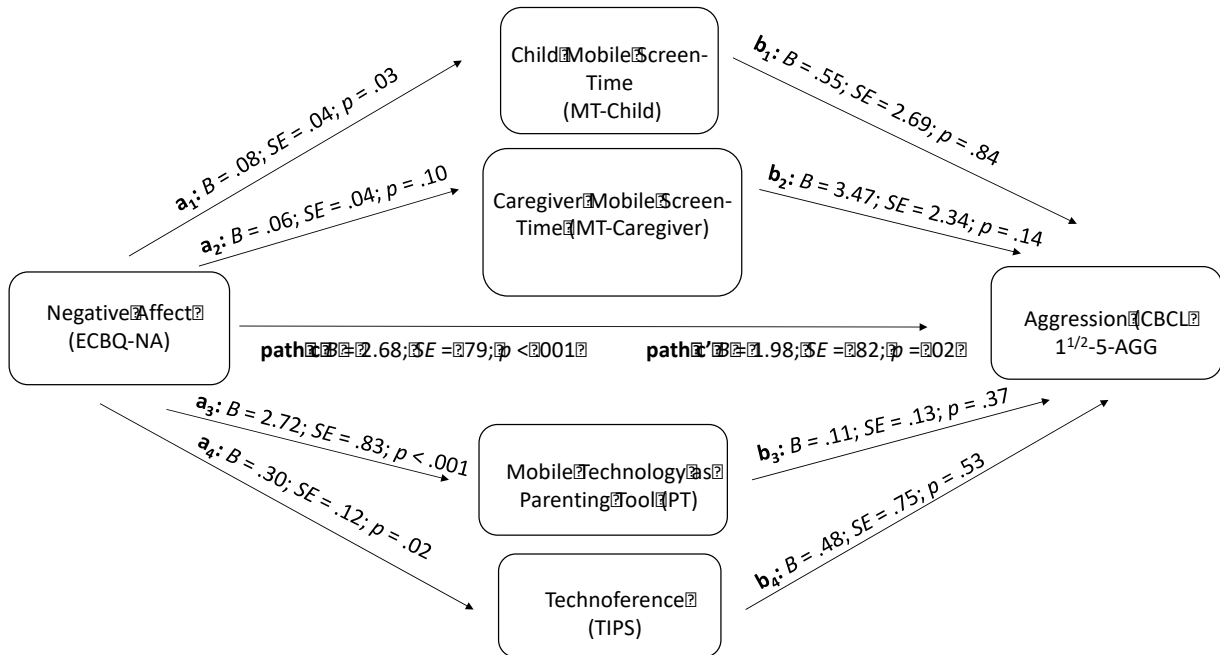 Child Mobile Screen-
Time
(MT-Child)
b₁: B = .55; SE = 2.69; p = .84
a₁: B = .08; SE = .04; p = .03
Caregiver Mobile Screen-
Time (MT-Caregiver)
b₂: B = 3.47; SE = 2.34; p = .14
a₂: B = .06; SE = .04; p = .10
Negative Affect
(ECBQ-NA)
Aggression (CBCL
1^{1/2}-5-AGG
path c B = 2.68; SE = .79; p < .001
path c' B = 1.98; SE = .82; p = .02
a₃: B = 2.72; SE = .83; p < .001
b₃: B = .11; SE = .13; p = .37
Mobile Technology as
Parenting Tool (PT)
a₄: B = .30; SE = .12; p = .02
b₄: B = .48; SE = .75; p = .53
Technoference
(TIPS)